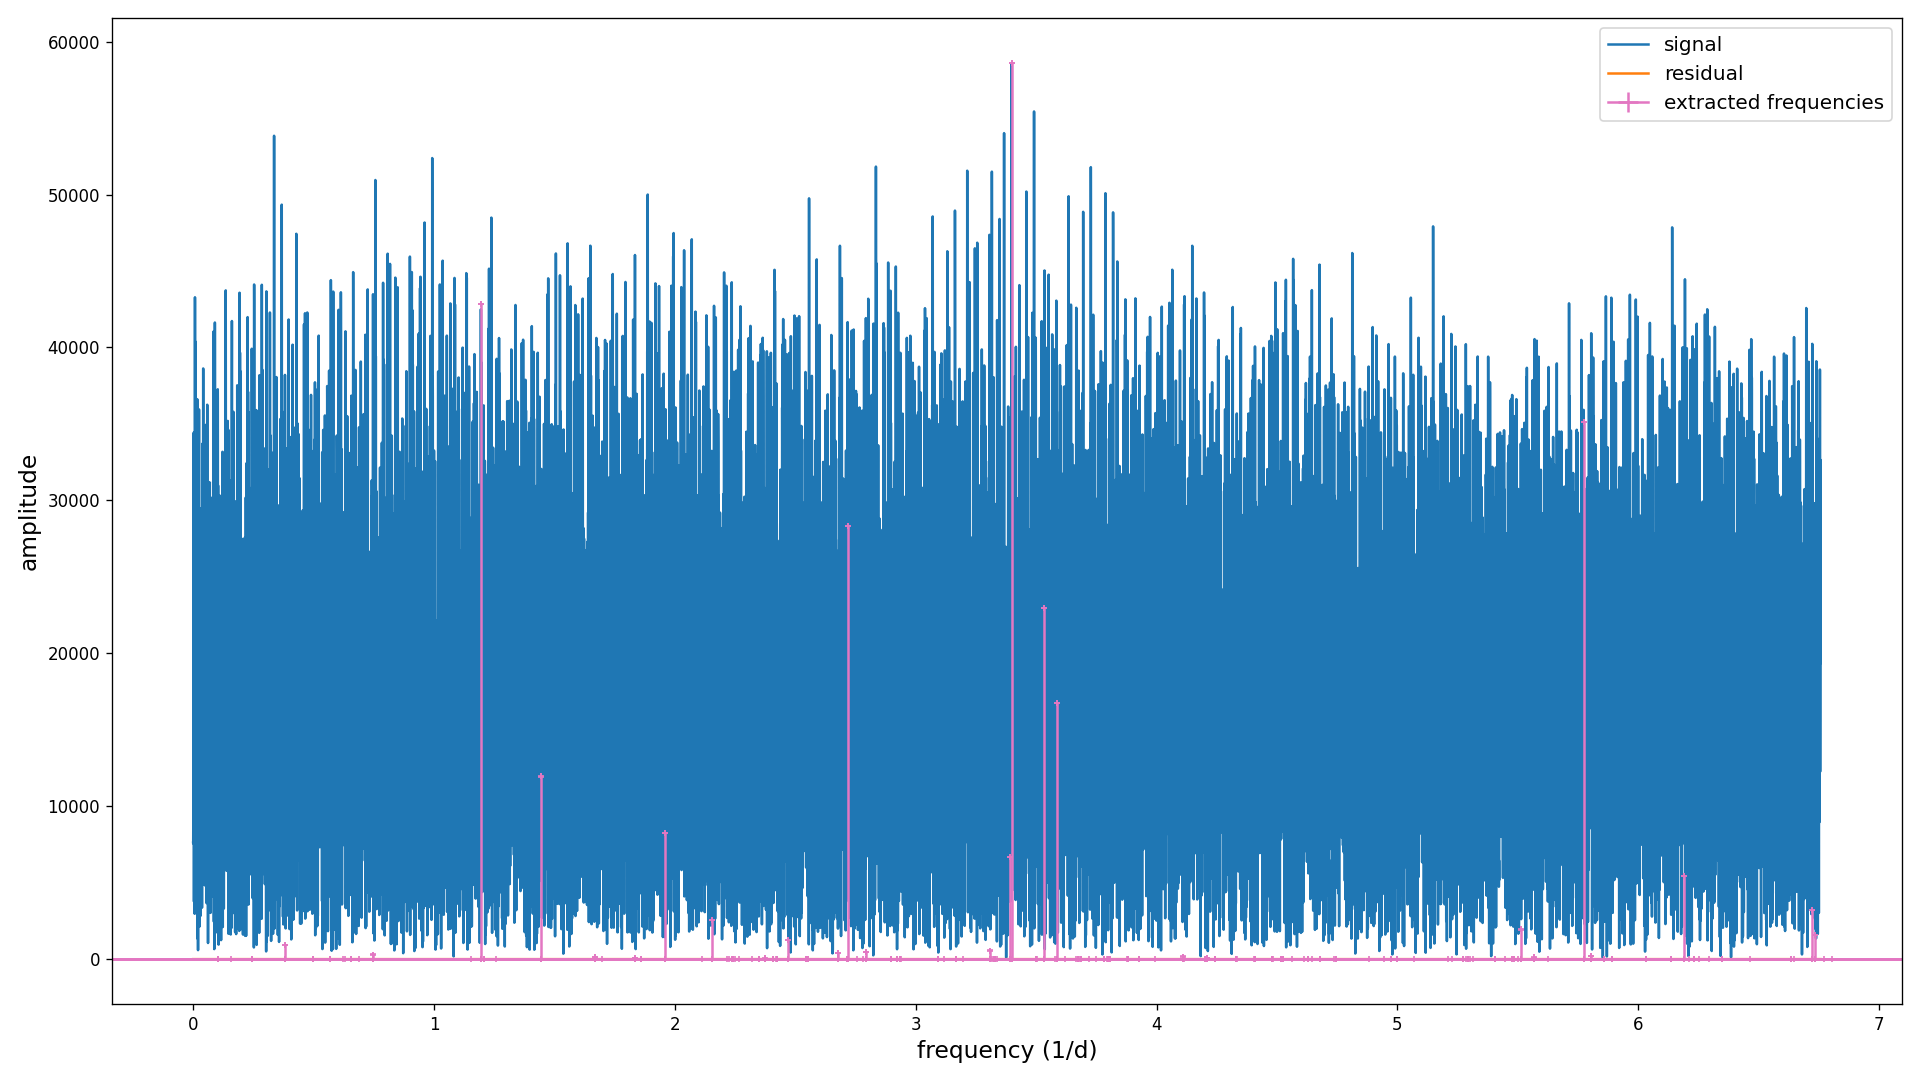 60000
50000
40000
30000
20000
10000
0
amplitude
0 1 2 3 4 5 6 7
frequency (1/d)
signal
residual
extracted frequencies